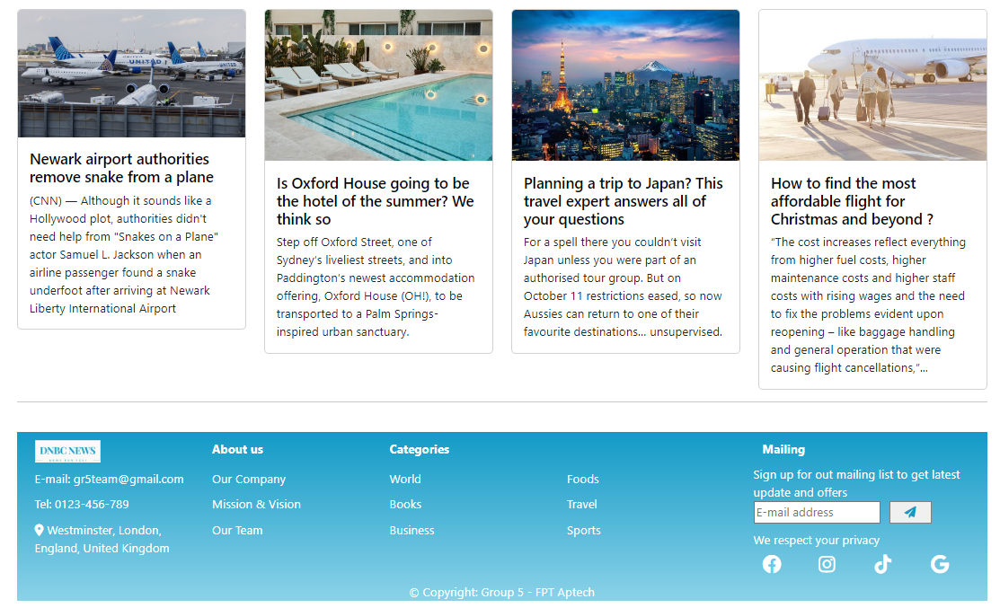 UNITED
UNITED
Newark airport authorities
remove snake from a plane
(CNN) — Although it sounds like a
Hollywood plot, authorities didn't
need help from "Snakes on a Plane"
actor Samuel L. Jackson when an
airline passenger found a snake
underfoot after arriving at Newark
Liberty International Airport
Is Oxford House going to be
the hotel of the summer? We
think so
Step off Oxford Street, one of
Sydney's liveliest streets, and into
Paddington's newest accommodation
offering, Oxford House (OH!), to be
transported to a Palm Springs-
inspired urban sanctuary.
Planning a trip to Japan? This
travel expert answers all of
your questions
For a spell there you couldn't visit
Japan unless you were part of an
authorised tour group. But on
October 11 restrictions eased, so now
Aussies can return to one of their
favourite destinations... unsupervised.
How to find the most
affordable flight for
Christmas and beyond ?
“The cost increases reflect everything
from higher fuel costs, higher
maintenance costs and higher staff
costs with rising wages and the need
to fix the problems evident upon
reopening – like baggage handling
and general operation that were
causing flight cancellations,”...
DNBC NEWS
NEWS FOR YOU!
E-mail: gr5team@gmail.com
Tel: 0123-456-789
Westminster, London,
England, United Kingdom
About us
Our Company
Mission & Vision
Our Team
Categories
World
Books
Business
Foods
Travel
Sports
Mailing
Sign up for out mailing list to get latest
update and offers
E-mail address
We respect your privacy
© Copyright: Group 5 - FPT Aptech